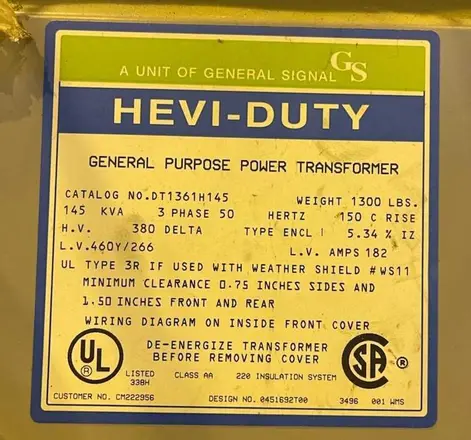 GS
A UNIT OF GENERAL SIGNAL
HEVI-DUTY
GENERAL PURPOSE POWER TRANSFORMER
CATALOG NO.DT1361H145 WEIGHT 1300 LBS.
145 KVA 3 PHASE 50 HERTZ 150 C RISE
H.V. 380 DELTA TYPE ENCL 1 5.34 % IZ
L.V.460Y/266 L.V. AMPS 182
UL TYPE 3R IF USED WITH WEATHER SHIELD #WS11
MINIMUM CLEARANCE 0.75 INCHES SIDES AND
1.50 INCHES FRONT AND REAR
WIRING DIAGRAM ON INSIDE FRONT COVER
UL ® DE-ENERGIZE TRANSFORMER SA ®
BEFORE REMOVING COVER
LISTED CLASS AA 220 INSULATION SYSTEM
338H
CUSTOMER NO. CM222956 DESIGN NO. 0451692T00 3496 001 WMS